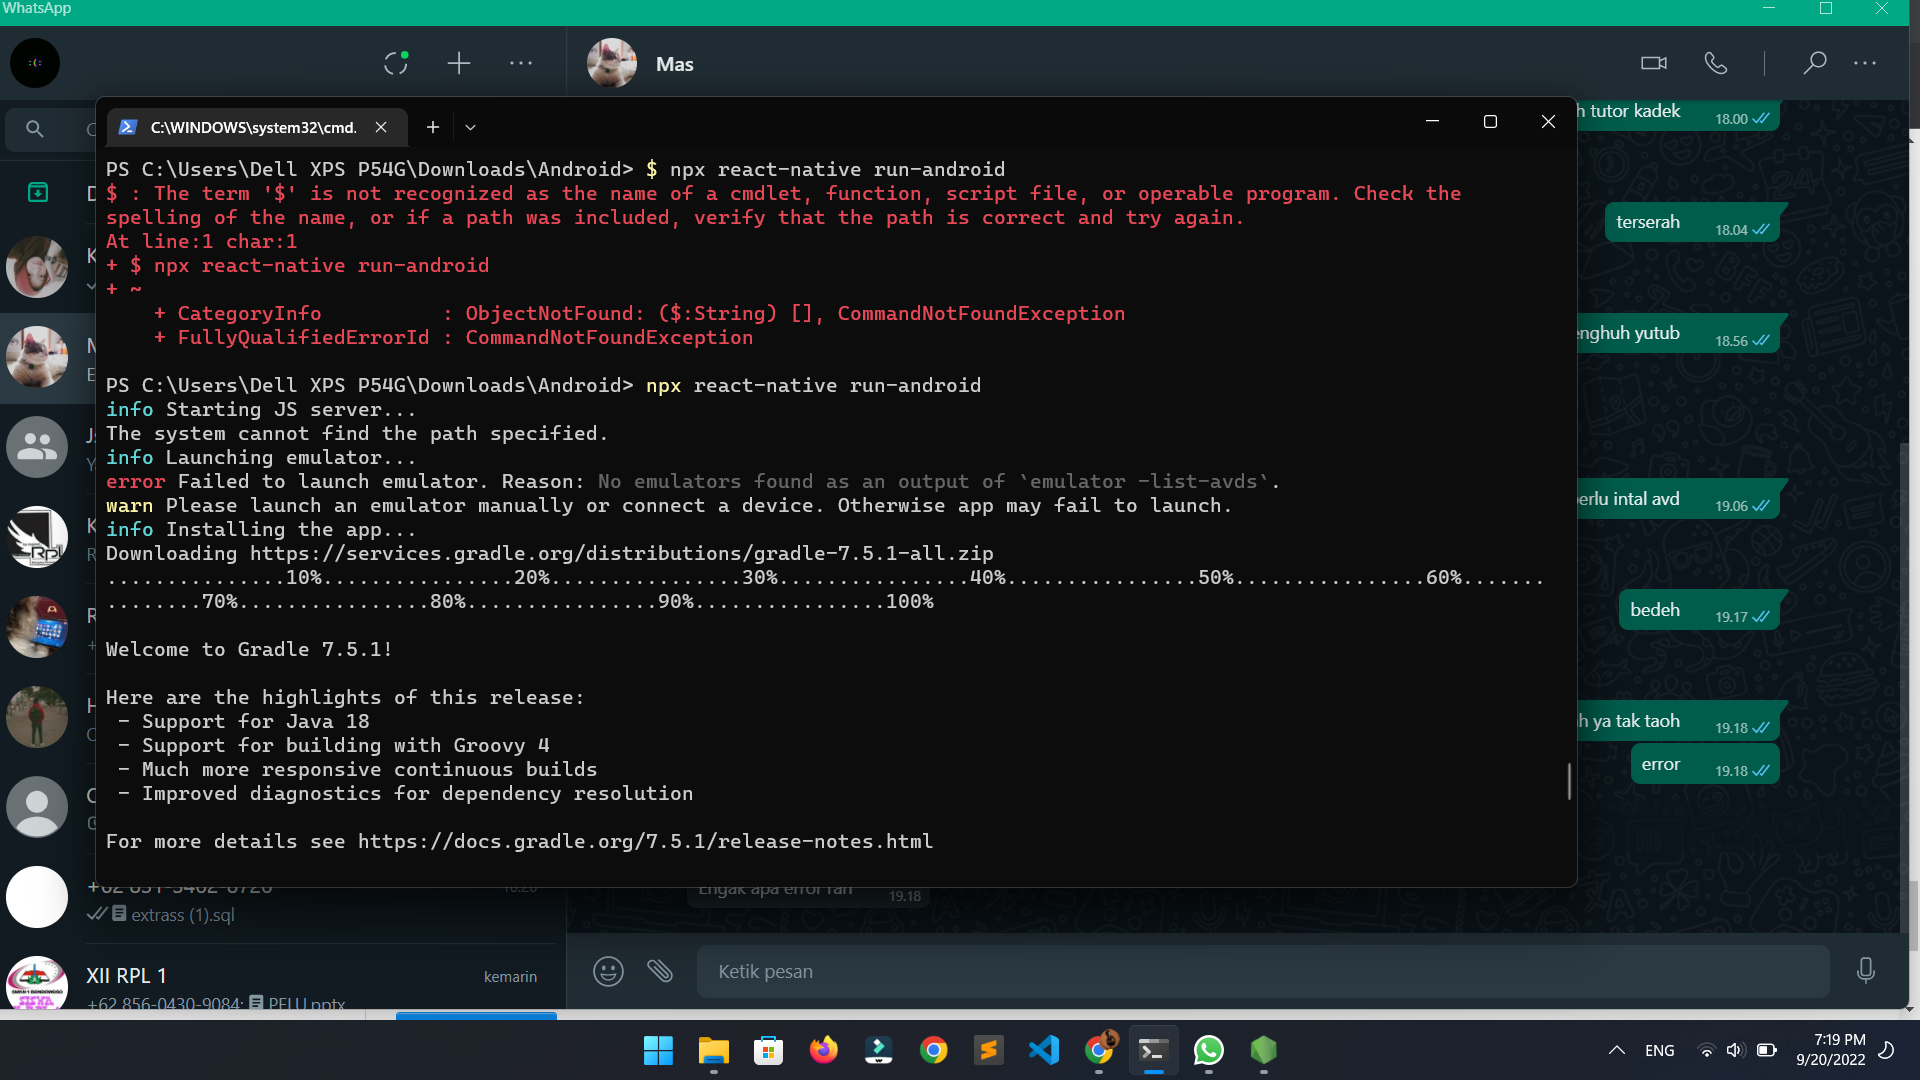 WhatsApp
Mas
C:\WINDOWS\system32\cmd.
PS C:\Users\Dell XPS P54G\Downloads\Android> $ npx react-native run-android
$ : The term '$' is not recognized as the name of a cmdlet, function, script file, or operable program. Check the
spelling of the name, or if a path was included, verify that the path is correct and try again.
At line:1 char:1
+ $ npx react-native run-android
+ ~
+ CategoryInfo : ObjectNotFound: ($:String) [], CommandNotFoundException
+ FullyQualifiedErrorId : CommandNotFoundException
PS C:\Users\Dell XPS P54G\Downloads\Android> npx react-native run-android
info Starting JS server...
The system cannot find the path specified.
info Launching emulator...
error Failed to launch emulator. Reason: No emulators found as an output of `emulator -list-avds`.
warn Please launch an emulator manually or connect a device. Otherwise app may fail to launch.
info Installing the app...
Downloading https://services.gradle.org/distributions/gradle-7.5.1-all.zip
...............10%................20%................30%................40%................50%................60%.......
........70%................80%................90%................100%
Welcome to Gradle 7.5.1!
Here are the highlights of this release:
- Support for Java 18
- Support for building with Groovy 4
- Much more responsive continuous builds
- Improved diagnostics for dependency resolution
For more details see https://docs.gradle.org/7.5.1/release-notes.html
tutor kadek 18.00
terserah 18.04
yutub 18.56
intal avd 19.06
bedeh 19.17
ya tak taoh 19.18
error 19.18
Engak apa error ran 19.18
extrass (1).sql
XII RPL 1 kemarin
+62 856-0430-9084: PELU.pptx
Ketik pesan
ENG
7:19 PM
9/20/2022